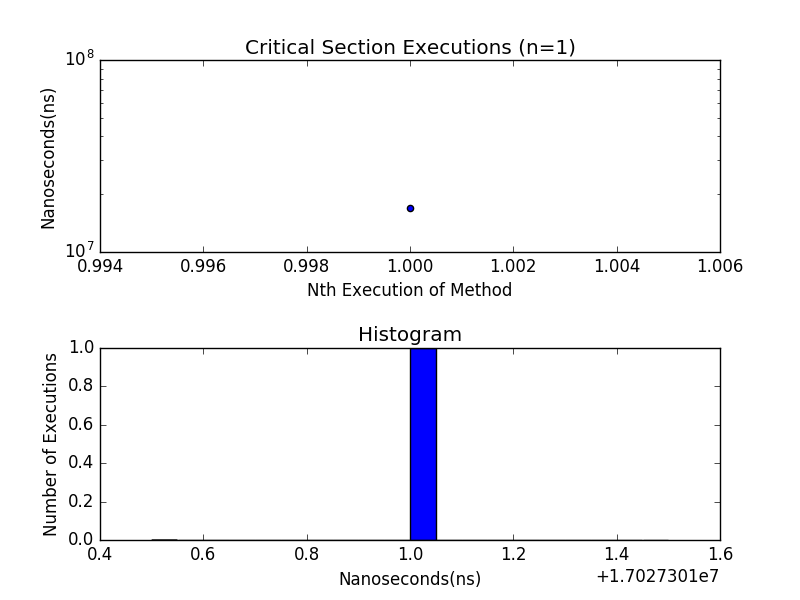 Critical Section Executions (n=1)
10^8
Nanoseconds(ns)
10^7
0.994 0.996 0.998 1.000 1.002 1.004 1.006
Nth Execution of Method
Histogram
1.0
0.8
0.6
0.4
0.2
0.0
Number of Executions
0.4 0.6 0.8 1.0 1.2 1.4 1.6
Nanoseconds(ns)
+1.7027301e7